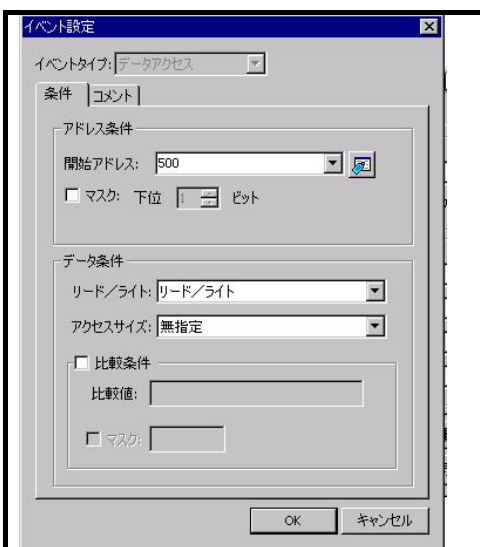 イベント設定
イベントタイプ: データアクセス
条件 コメント
アドレス条件
開始アドレス: 500
マスク: 下位 1 ビット
データ条件
リード／ライト: リード／ライト
アクセスサイズ: 無指定
比較条件
比較値:
マスク:
OK キャンセル